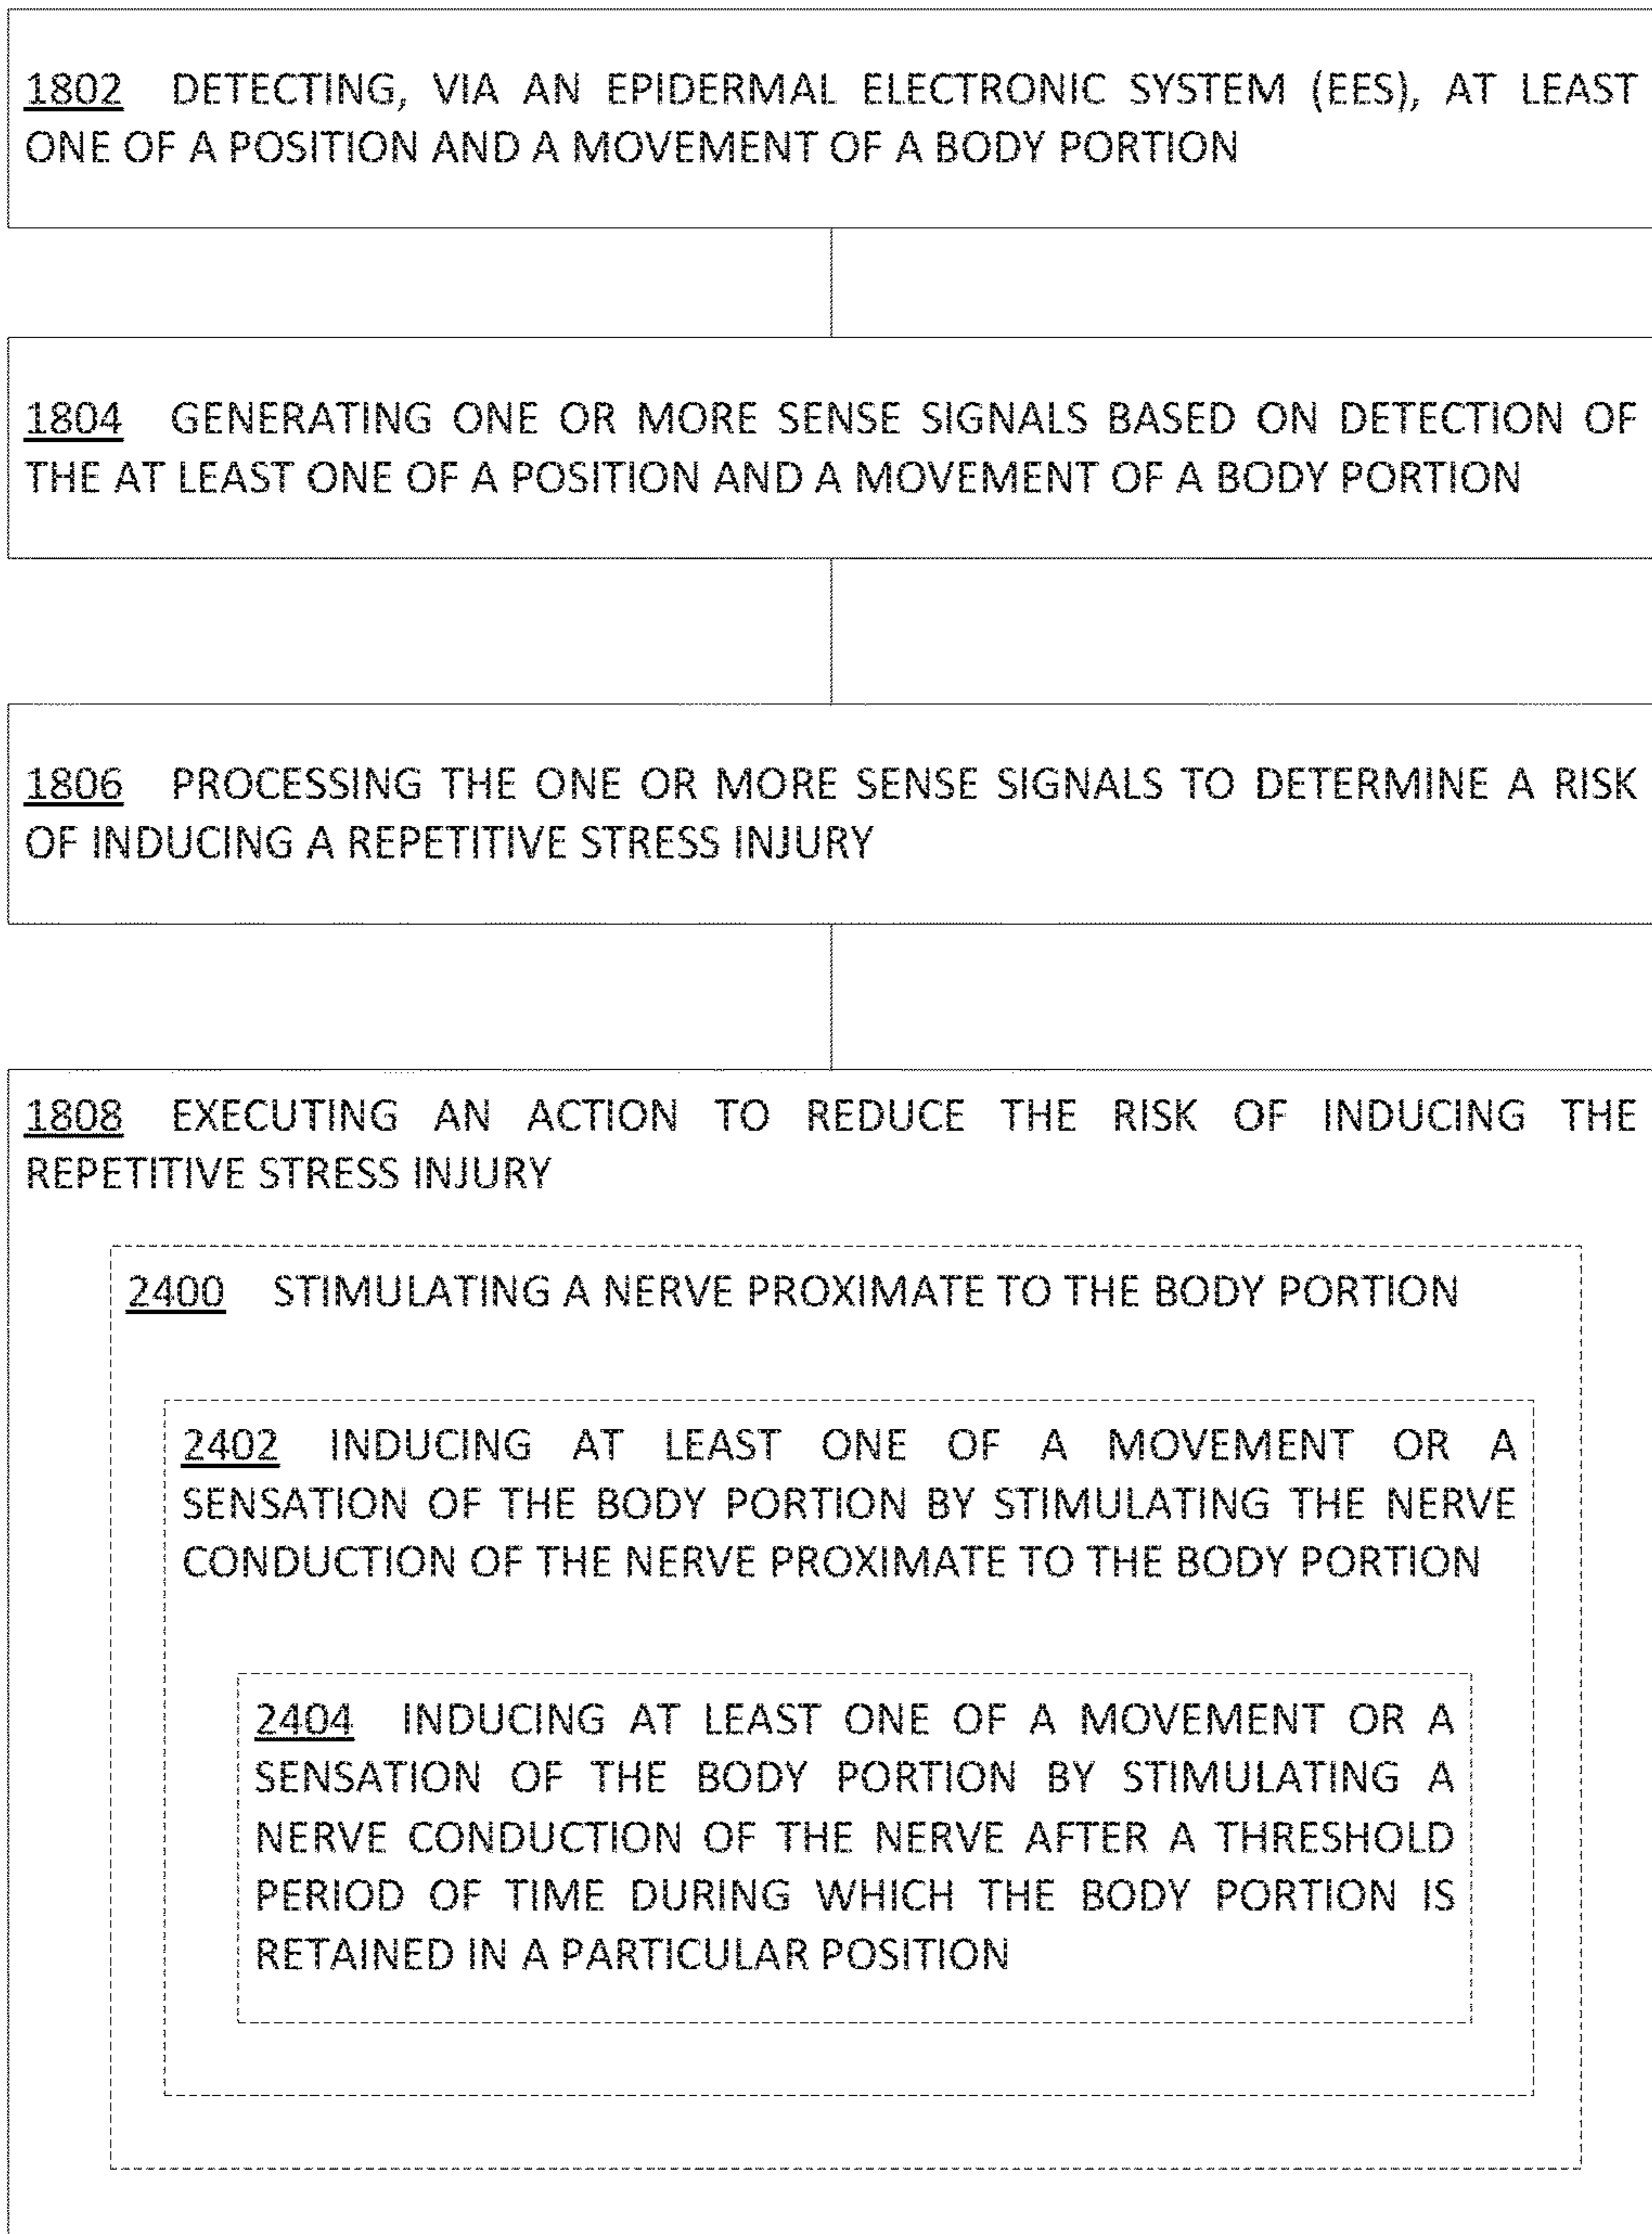 1802 DETECTING, VIA AN EPIDERMAL ELECTRONIC SYSTEM (EES), AT LEAST
ONE OF A POSITION AND A MOVEMENT OF A BODY PORTION
1804 GENERATING ONE OR MORE SENSE SIGNALS BASED ON DETECTION OF
THE AT LEAST ONE OF A POSITION AND A MOVEMENT OF A BODY PORTION
1806 PROCESSING THE ONE OR MORE SENSE SIGNALS TO DETERMINE A RISK
OF INDUCING A REPETITIVE STRESS INJURY
1808 EXECUTING AN ACTION TO REDUCE THE RISK OF INDUCING THE
REPETITIVE STRESS INJURY
2400 STIMULATING A NERVE PROXIMATE TO THE BODY PORTION
2402 INDUCING AT LEAST ONE OF A MOVEMENT OR A
SENSATION OF THE BODY PORTION BY STIMULATING THE NERVE
CONDUCTION OF THE NERVE PROXIMATE TO THE BODY PORTION
2404 INDUCING AT LEAST ONE OF A MOVEMENT OR A
SENSATION OF THE BODY PORTION BY STIMULATING A
NERVE CONDUCTION OF THE NERVE AFTER A THRESHOLD
PERIOD OF TIME DURING WHICH THE BODY PORTION IS
RETAINED IN A PARTICULAR POSITION